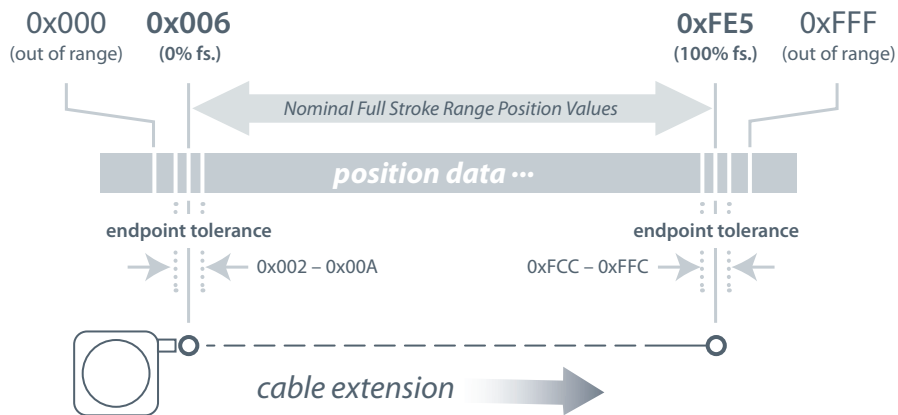 0x000 0x006 0xFE5 0xFFF
(out of range) (0% fs.) (100% fs.) (out of range)
Nominal Full Stroke Range Position Values
position data ···
endpoint tolerance endpoint tolerance
0x002 – 0x00A 0xFCC – 0xFFC
cable extension